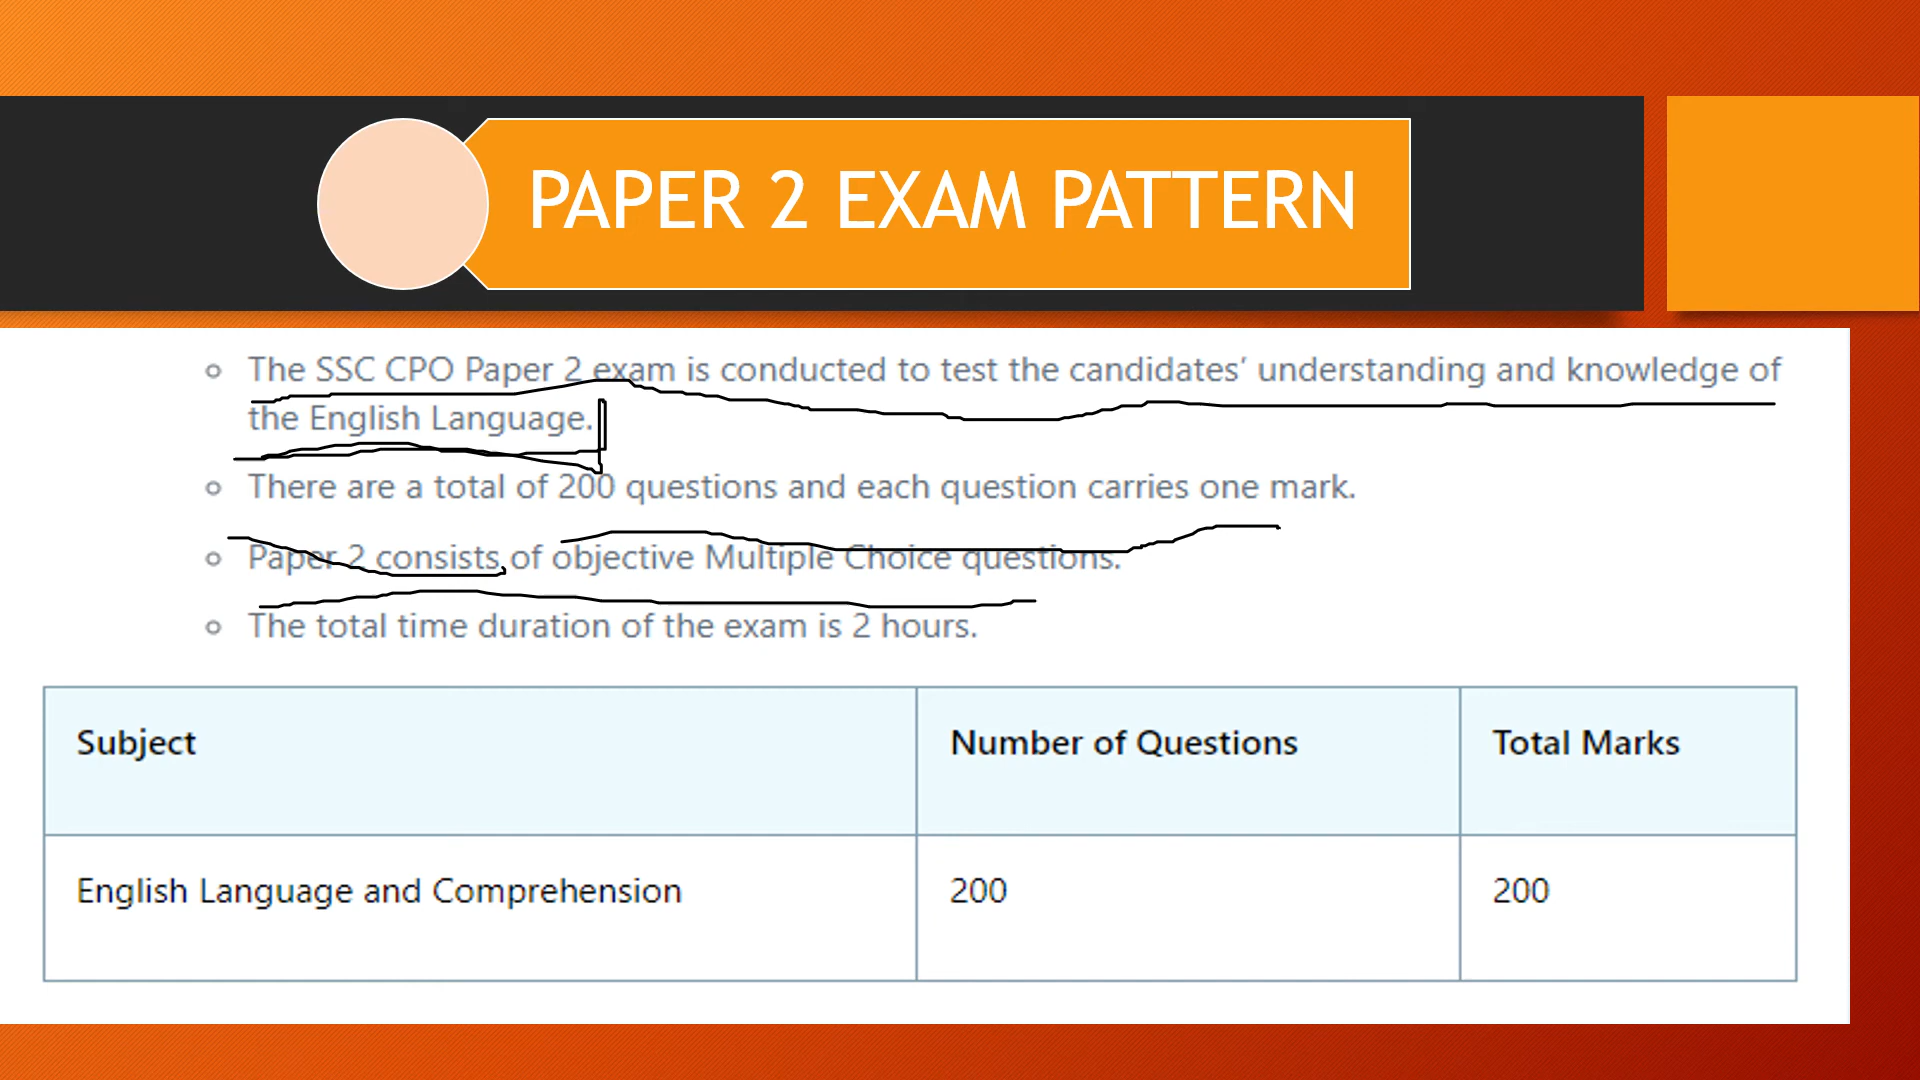 PAPER 2 EXAM PATTERN
The SSC CPO Paper 2 exam is conducted to test the candidates’ understanding and knowledge of
the English Language.
There are a total of 200 questions and each question carries one mark.
Paper 2 consists of objective Multiple Choice questions.
The total time duration of the exam is 2 hours.
Subject Number of Questions Total Marks
English Language and Comprehension 200 200